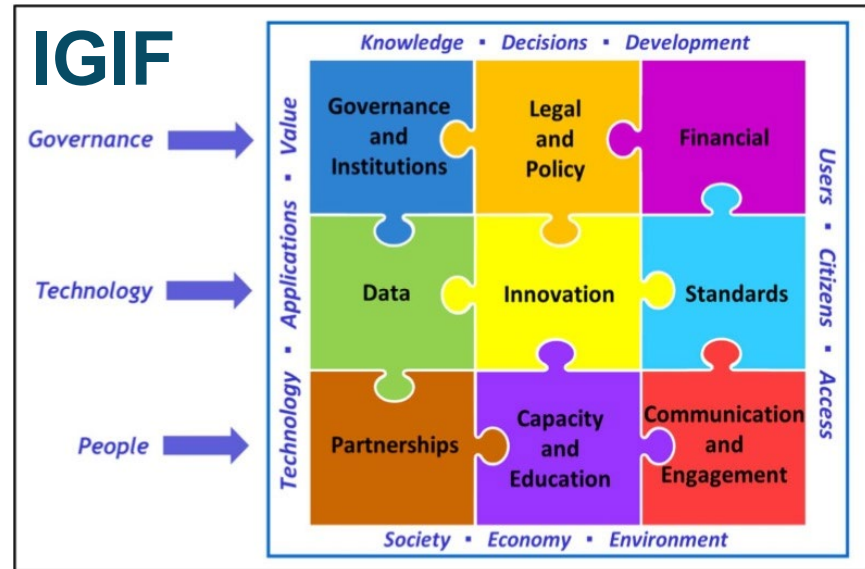 IGIF
Knowledge ▪ Decisions ▪ Development
Governance
Technology
People
Technology ▪ Applications ▪ Value
Governance
and
Institutions
Legal
and
Policy
Financial
Data
Innovation
Standards
Partnerships
Capacity
and
Education
Communication
and
Engagement
Users ▪ Citizens ▪ Access
Society ▪ Economy ▪ Environment